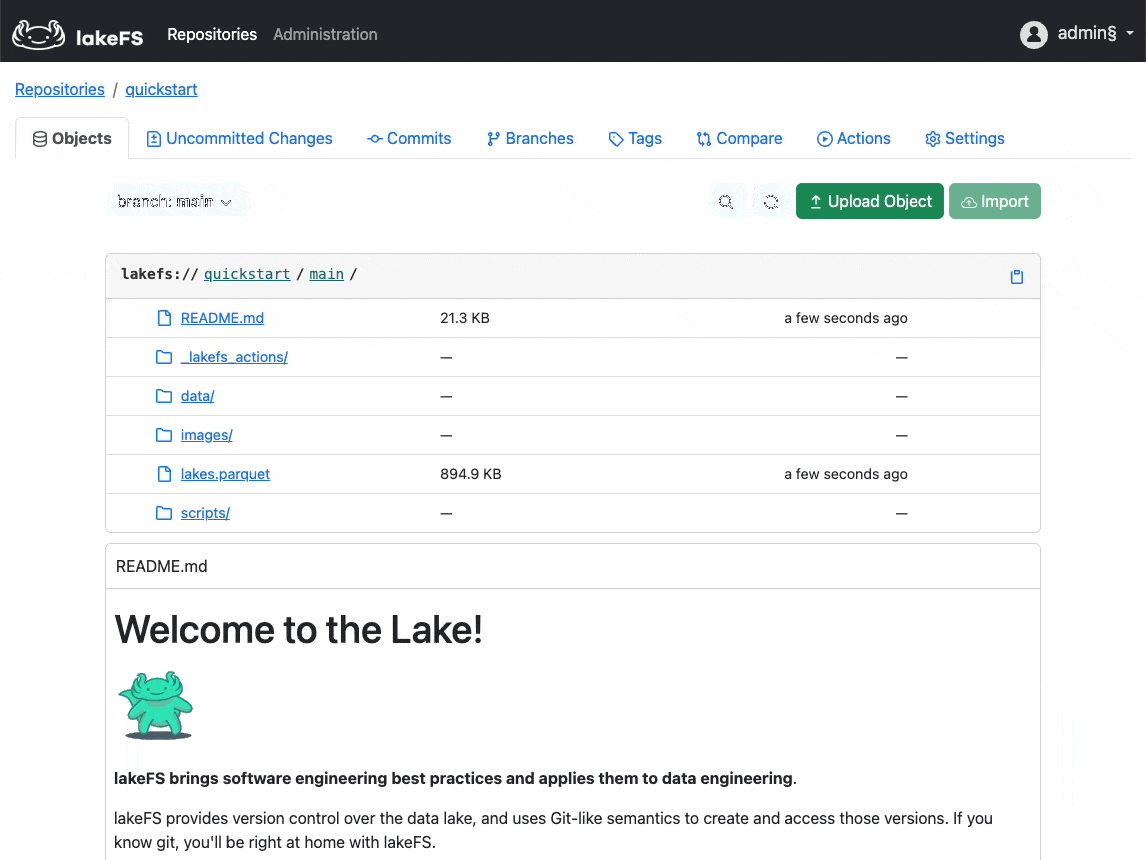 lakeFS Repositories Administration admin§
Repositories / quickstart
Objects Uncommitted Changes Commits Branches Tags Compare Actions Settings
branch: main Upload Object Import
lakefs:// quickstart / main /
README.md 21.3 KB a few seconds ago
_lakefs_actions/ — —
data/ — —
images/ — —
lakes.parquet 894.9 KB a few seconds ago
scripts/ — —
README.md
Welcome to the Lake!
lakeFS brings software engineering best practices and applies them to data engineering.
lakeFS provides version control over the data lake, and uses Git-like semantics to create and access those versions. If you
know git, you'll be right at home with lakeFS.